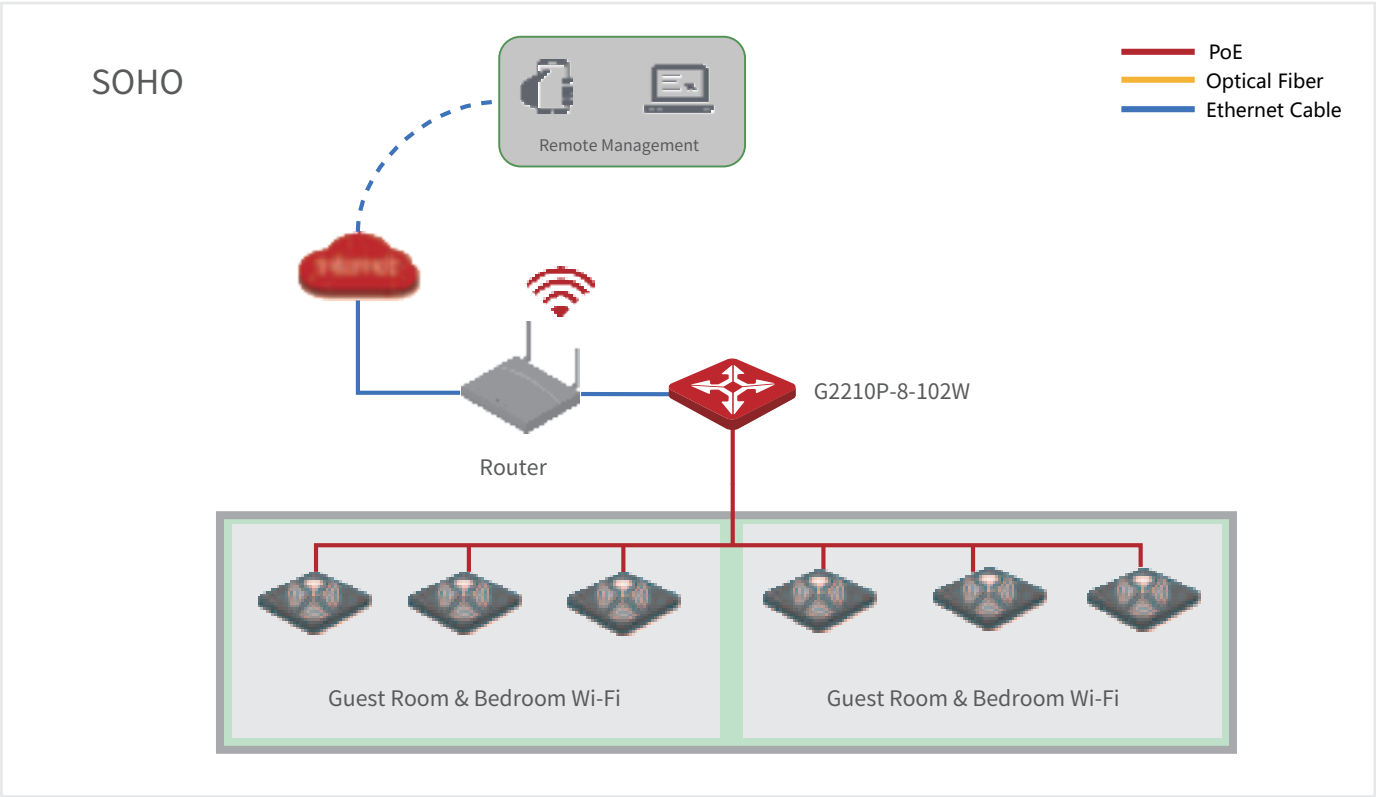 SOHO
PoE
Optical Fiber
Ethernet Cable
Remote Management
Internet
G2210P-8-102W
Router
Guest Room & Bedroom Wi-Fi
Guest Room & Bedroom Wi-Fi